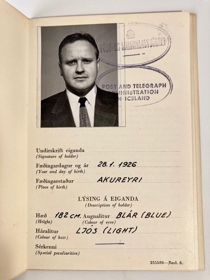 POST AND TELEGRAPH
ADMINISTRATION
OF ICELAND
Undirskrift eiganda
(Signature of holder)
Fæðingardagur og ár 28.1.1926
(Year and day of birth)
Fæðingarstaður AKUREYRI
(Place of birth)
LÝSING Á EIGANDA
(Description of holder)
Hæð 182 cm. Augnalitur BLÁR (BLUE)
(Height) (Colour of eyes)
Háralitur LJÓS (LIGHT)
(Colour of hair)
Sérkenni
(Special peculiarities)